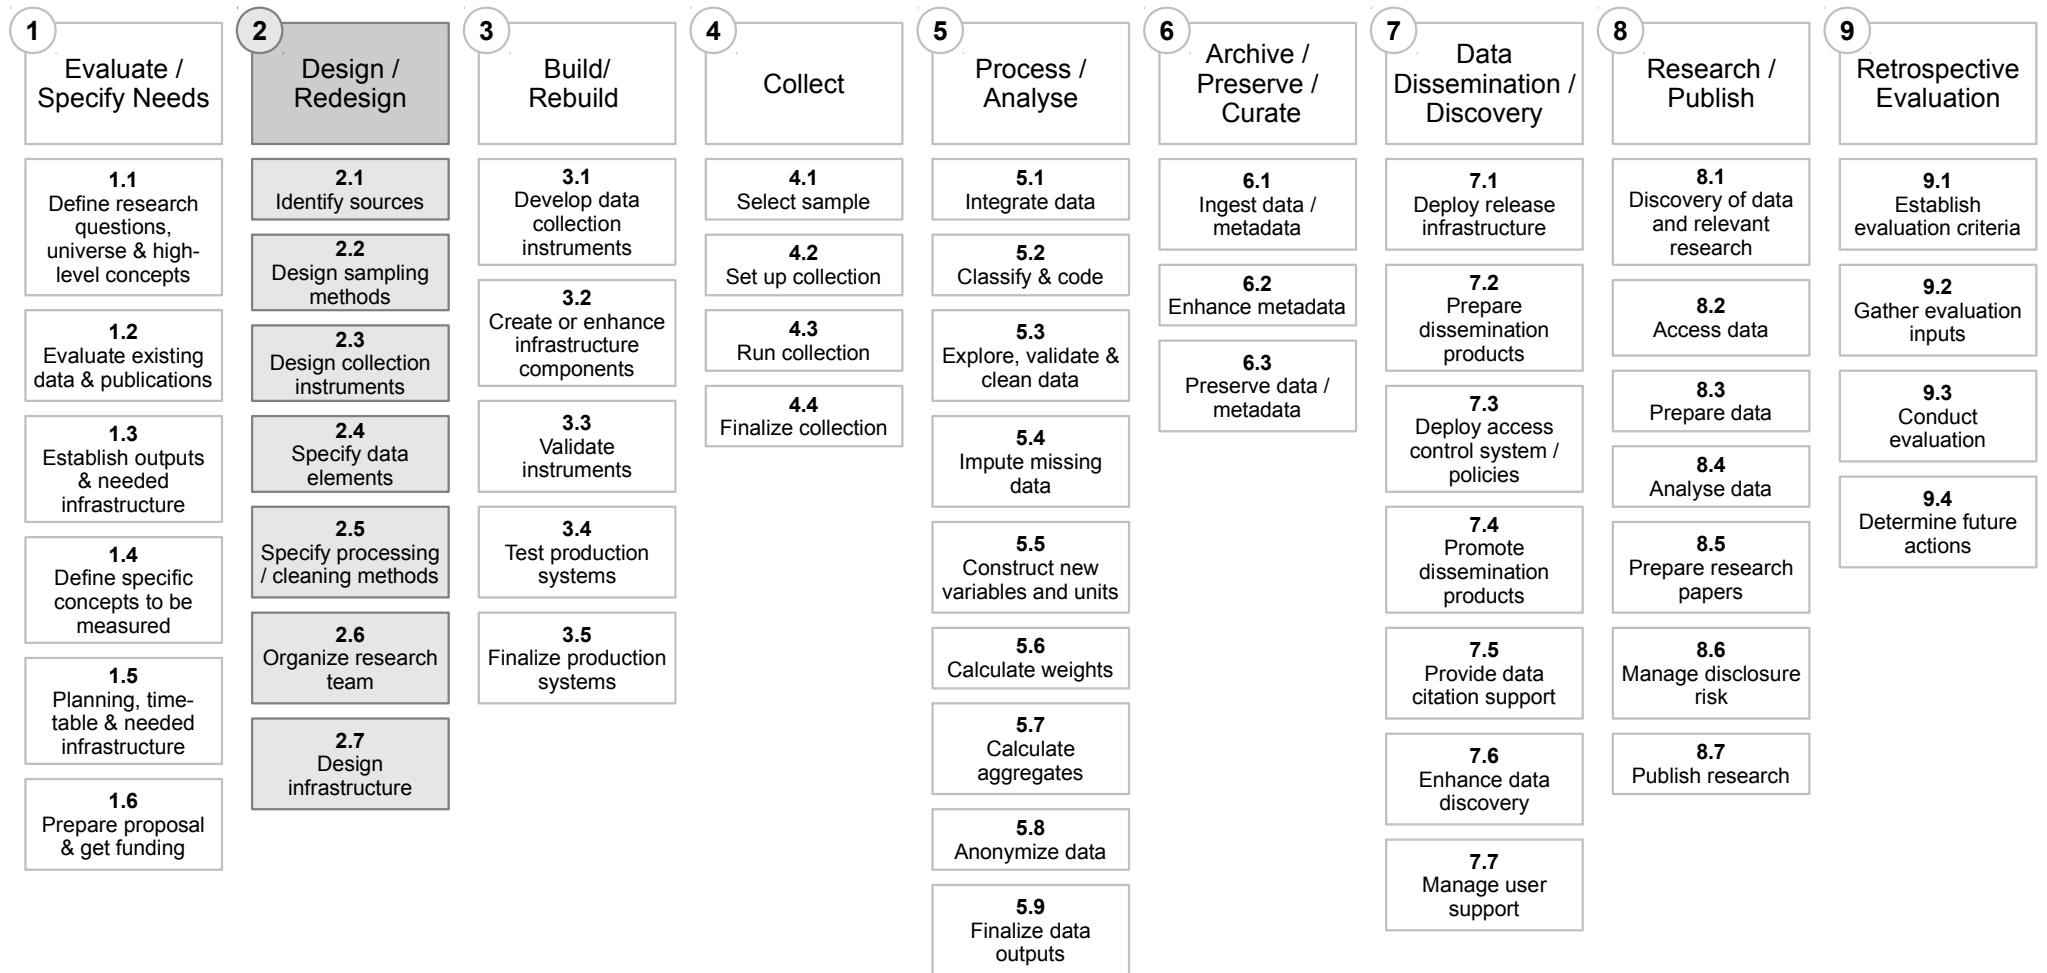 1
Evaluate /
Specify Needs
1.1
Define research
questions,
universe & high-
level concepts
1.2
Evaluate existing
data & publications
1.3
Establish outputs
& needed
infrastructure
1.4
Define specific
concepts to be
measured
1.5
Planning, time-
table & needed
infrastructure
1.6
Prepare proposal
& get funding
2
Design /
Redesign
2.1
Identify sources
2.2
Design sampling
methods
2.3
Design collection
instruments
2.4
Specify data
elements
2.5
Specify processing
/ cleaning methods
2.6
Organize research
team
2.7
Design
infrastructure
3
Build/
Rebuild
3.1
Develop data
collection
instruments
3.2
Create or enhance
infrastructure
components
3.3
Validate
instruments
3.4
Test production
systems
3.5
Finalize production
systems
4
Collect
4.1
Select sample
4.2
Set up collection
4.3
Run collection
4.4
Finalize collection
5
Process /
Analyse
5.1
Integrate data
5.2
Classify & code
5.3
Explore, validate &
clean data
5.4
Impute missing
data
5.5
Construct new
variables and units
5.6
Calculate weights
5.7
Calculate
aggregates
5.8
Anonymize data
5.9
Finalize data
outputs
6
Archive /
Preserve /
Curate
6.1
Ingest data /
metadata
6.2
Enhance metadata
6.3
Preserve data /
metadata
7
Data
Dissemination /
Discovery
7.1
Deploy release
infrastructure
7.2
Prepare
dissemination
products
7.3
Deploy access
control system /
policies
7.4
Promote
dissemination
products
7.5
Provide data
citation support
7.6
Enhance data
discovery
7.7
Manage user
support
8
Research /
Publish
8.1
Discovery of data
and relevant
research
8.2
Access data
8.3
Prepare data
8.4
Analyse data
8.5
Prepare research
papers
8.6
Manage disclosure
risk
8.7
Publish research
9
Retrospective
Evaluation
9.1
Establish
evaluation criteria
9.2
Gather evaluation
inputs
9.3
Conduct
evaluation
9.4
Determine future
actions